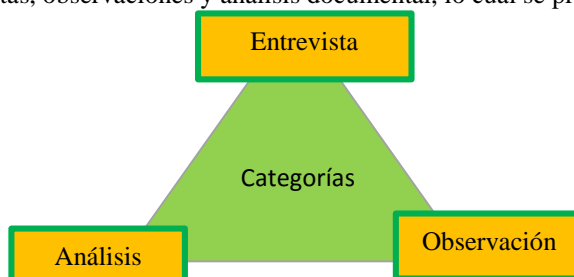 tas, observaciones y análisis documental, lo cual se pr
Entrevista
Categorías
Observación
Análisis